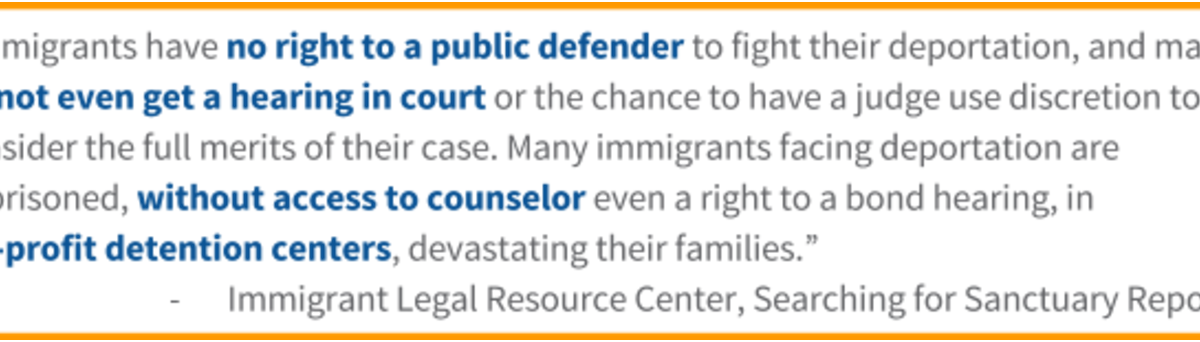 migrants have no right to a public defender to fight their deportation, and ma
not even get a hearing in court or the chance to have a judge use discretion to
sider the full merits of their case. Many immigrants facing deportation are
prisoned, without access to counselor even a right to a bond hearing, in
-profit detention centers, devastating their families.”
- Immigrant Legal Resource Center, Searching for Sanctuary Repo